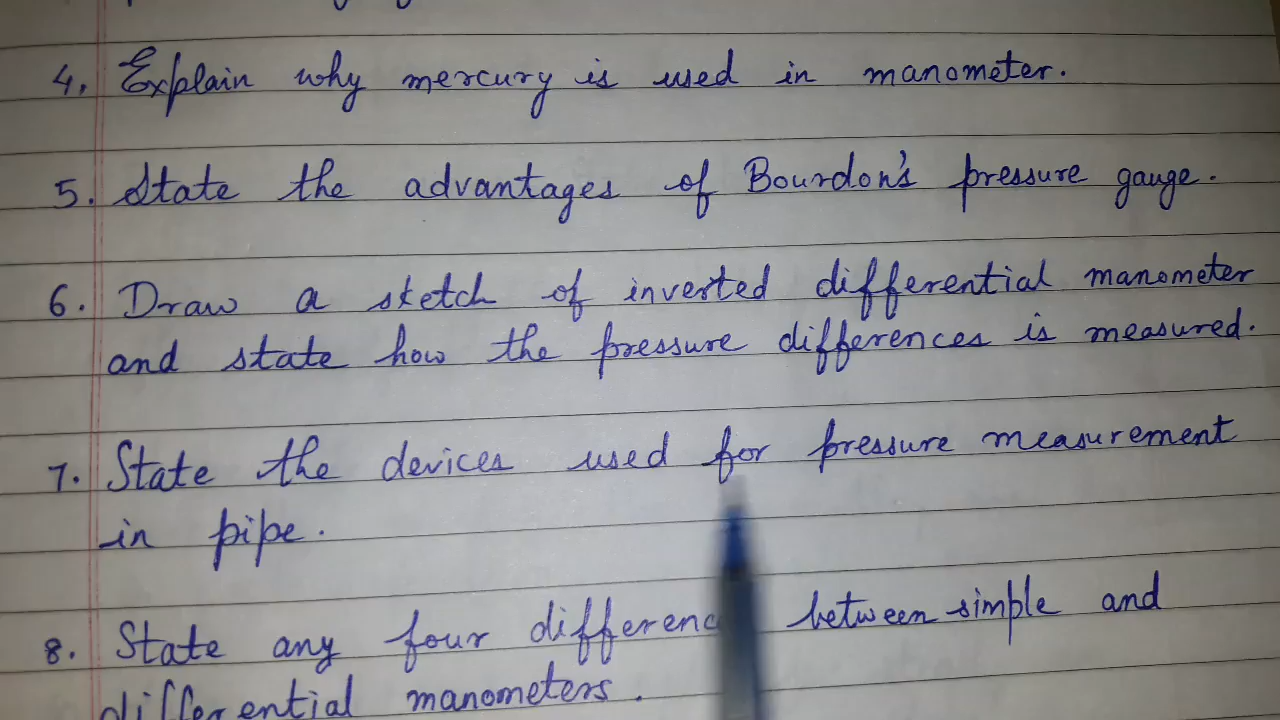 4. Explain why mercury is used in manometer.
5. State the advantages of Bourdon's pressure gauge.
6. Draw a sketch of inverted differential manometer
and state how the pressure differences is measured.
7. State the devices used for pressure measurement
in pipe.
8. State any four differenc between simple and
differential manometers.